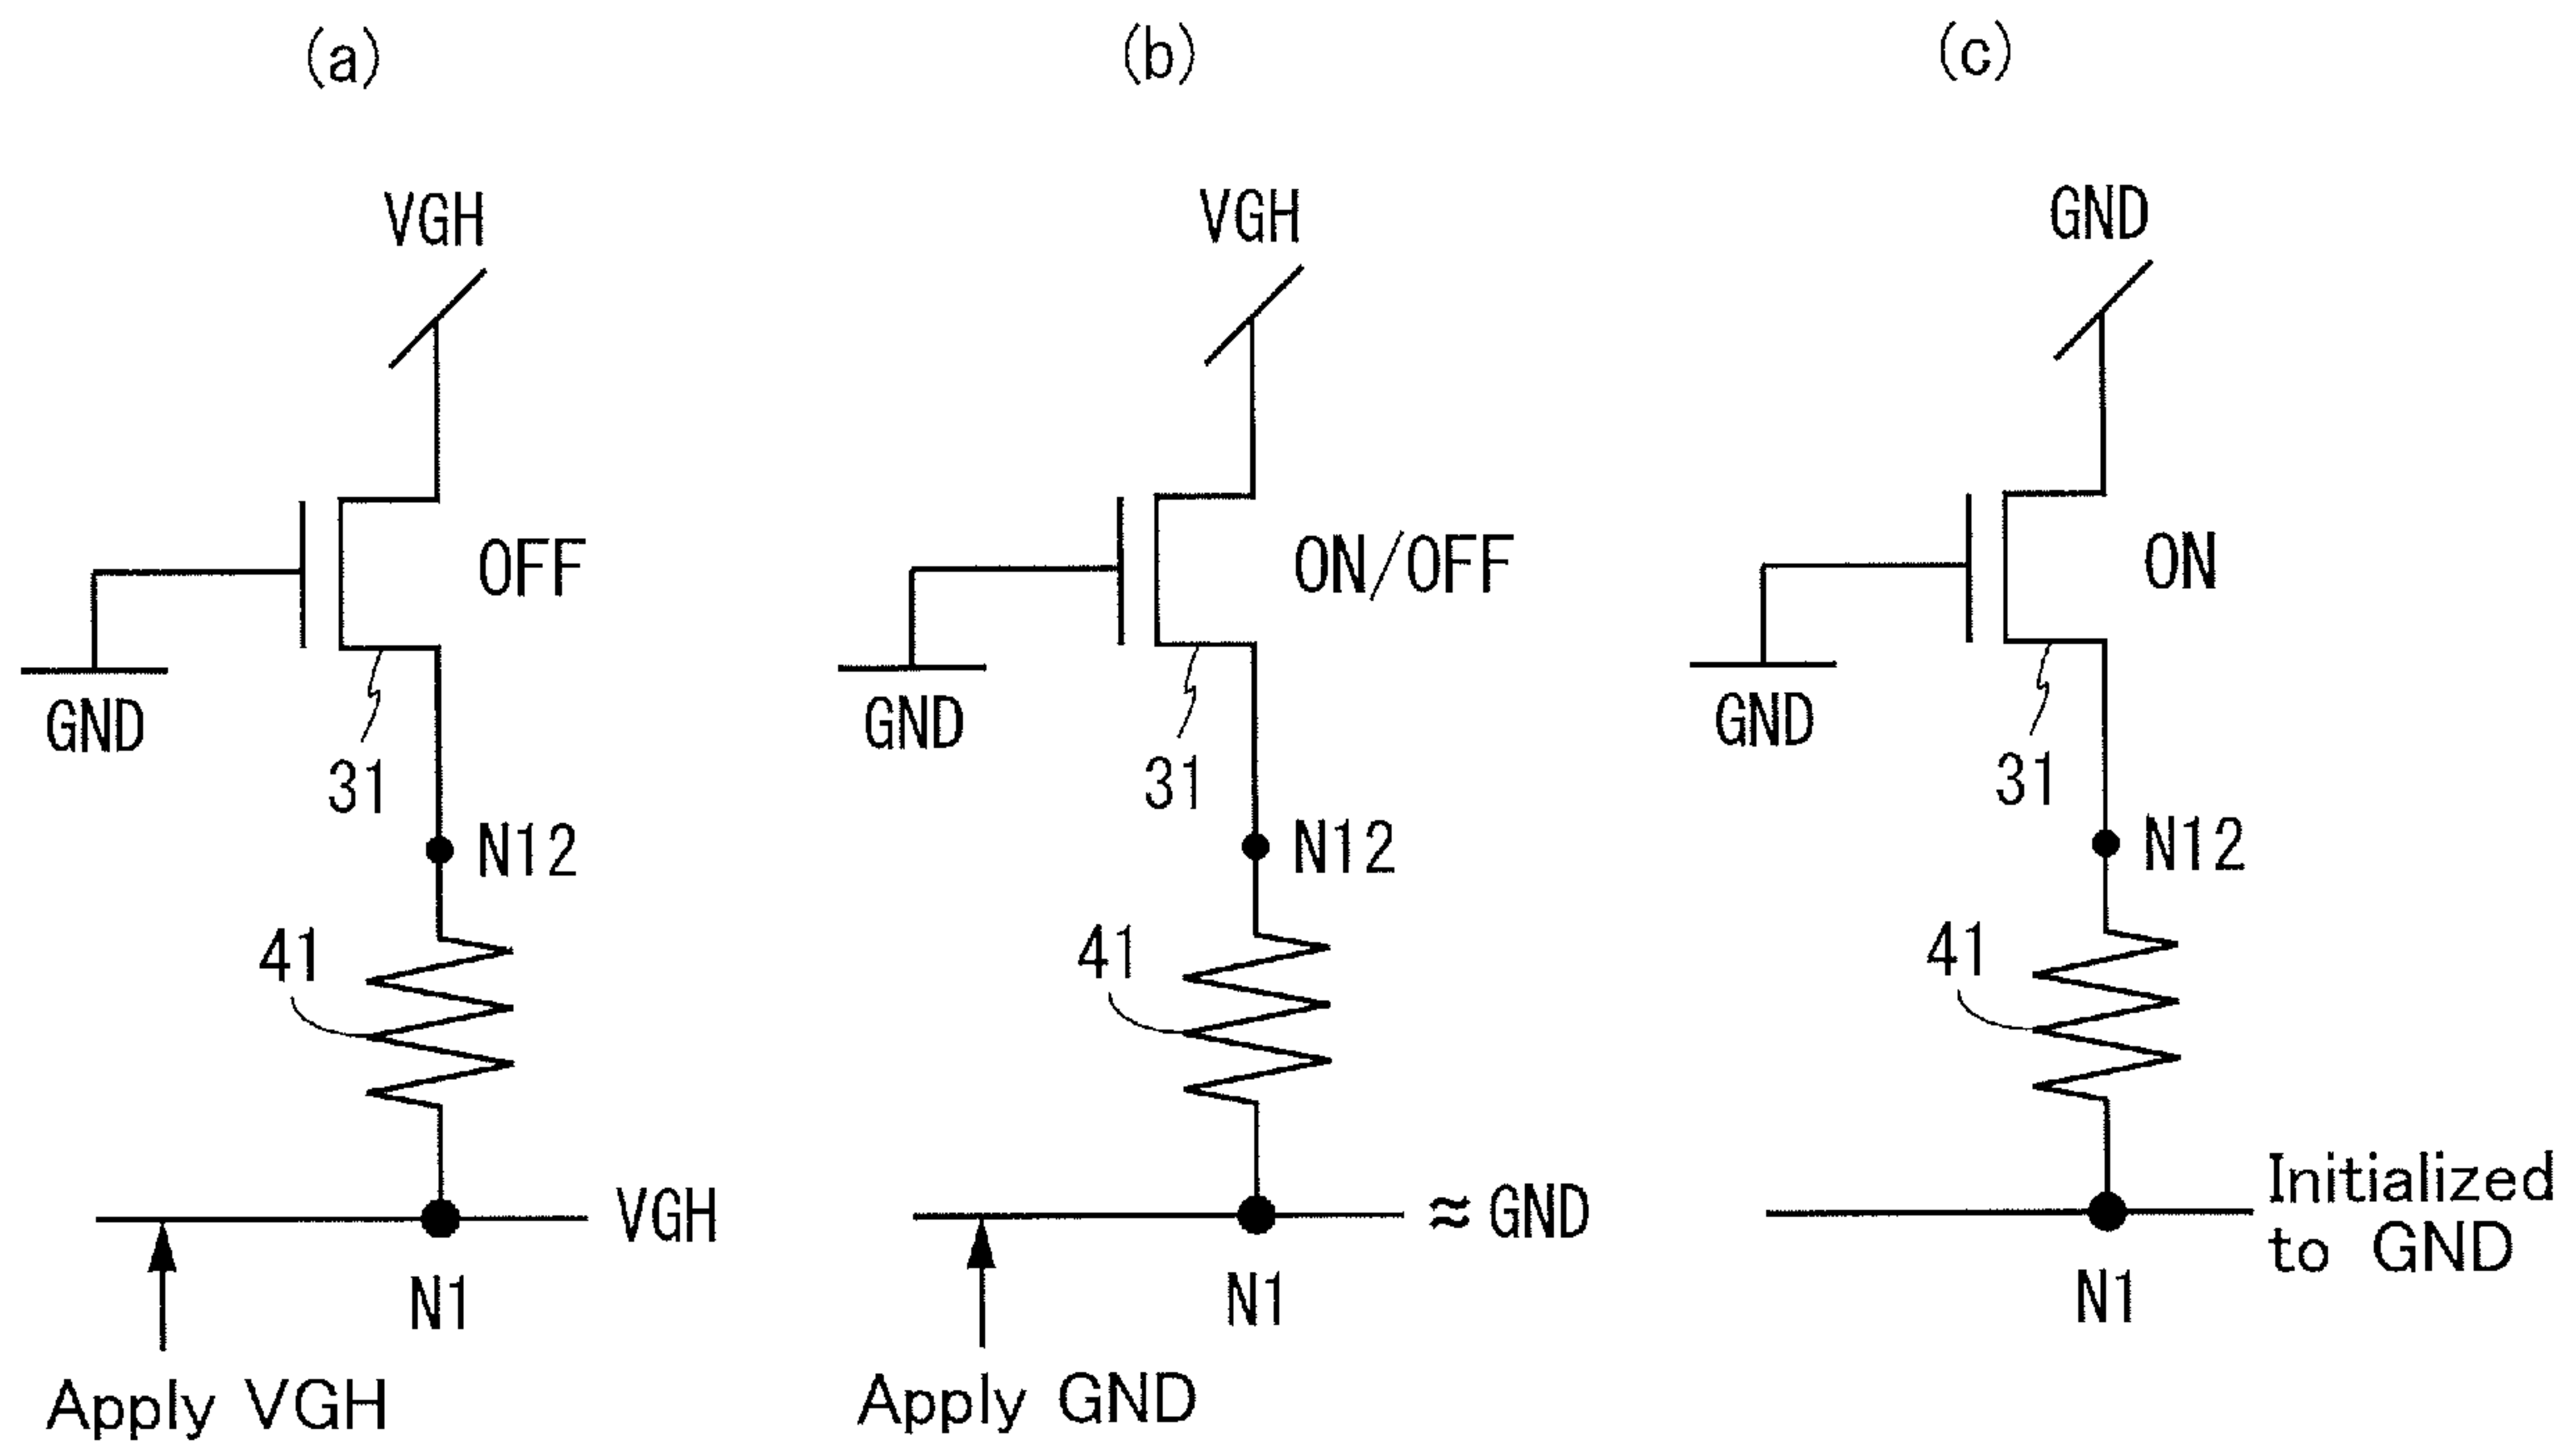 (a)
VGH
OFF
GND
31
N12
41
VGH
N1
Apply VGH
(b)
VGH
ON/OFF
GND
31
N12
41
≈ GND
N1
Apply GND
(c)
GND
ON
GND
31
N12
41
Initialized
to GND
N1